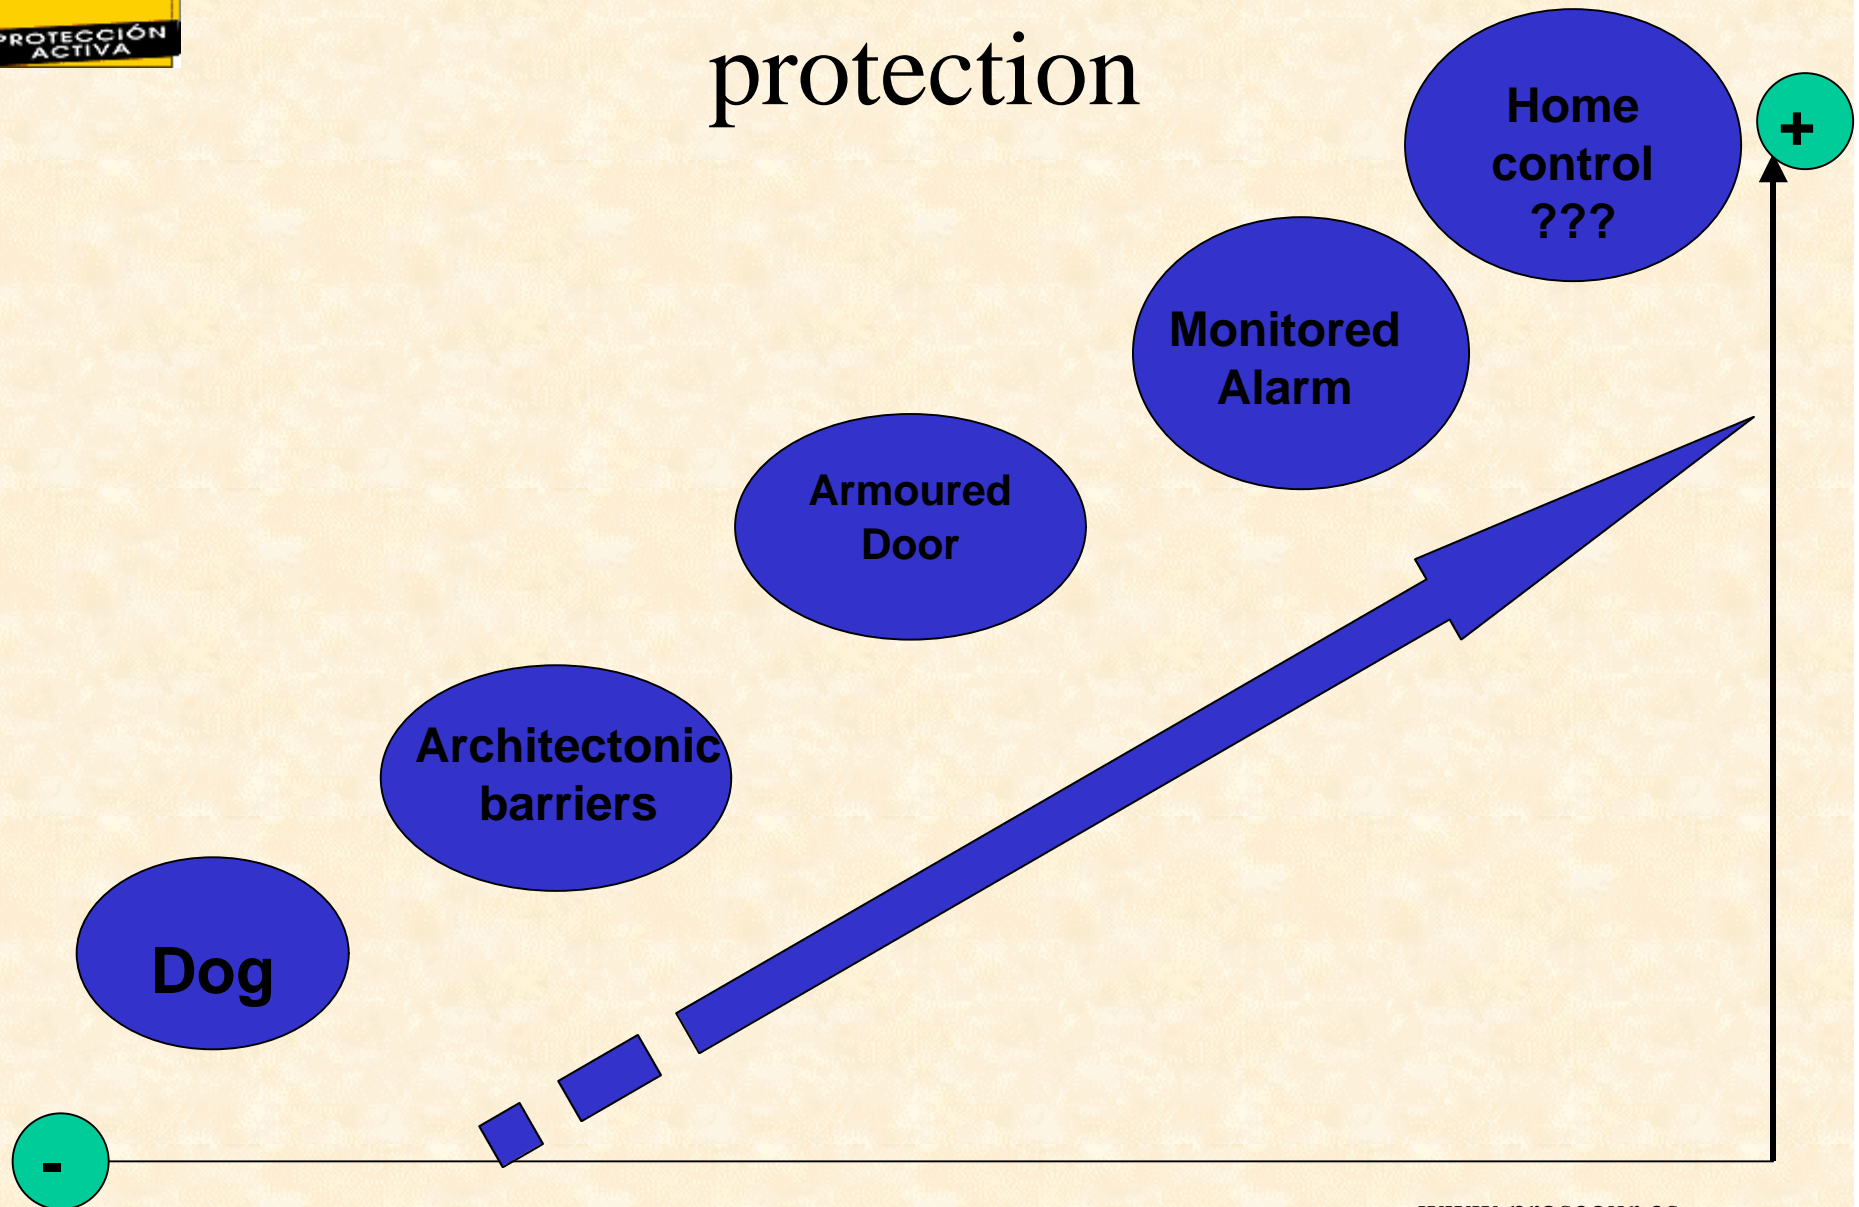 PROTECCIÓN
ACTIVA
protection
Home
control
???
+
Monitored
Alarm
Armoured
Door
Architectonic
barriers
Dog
-